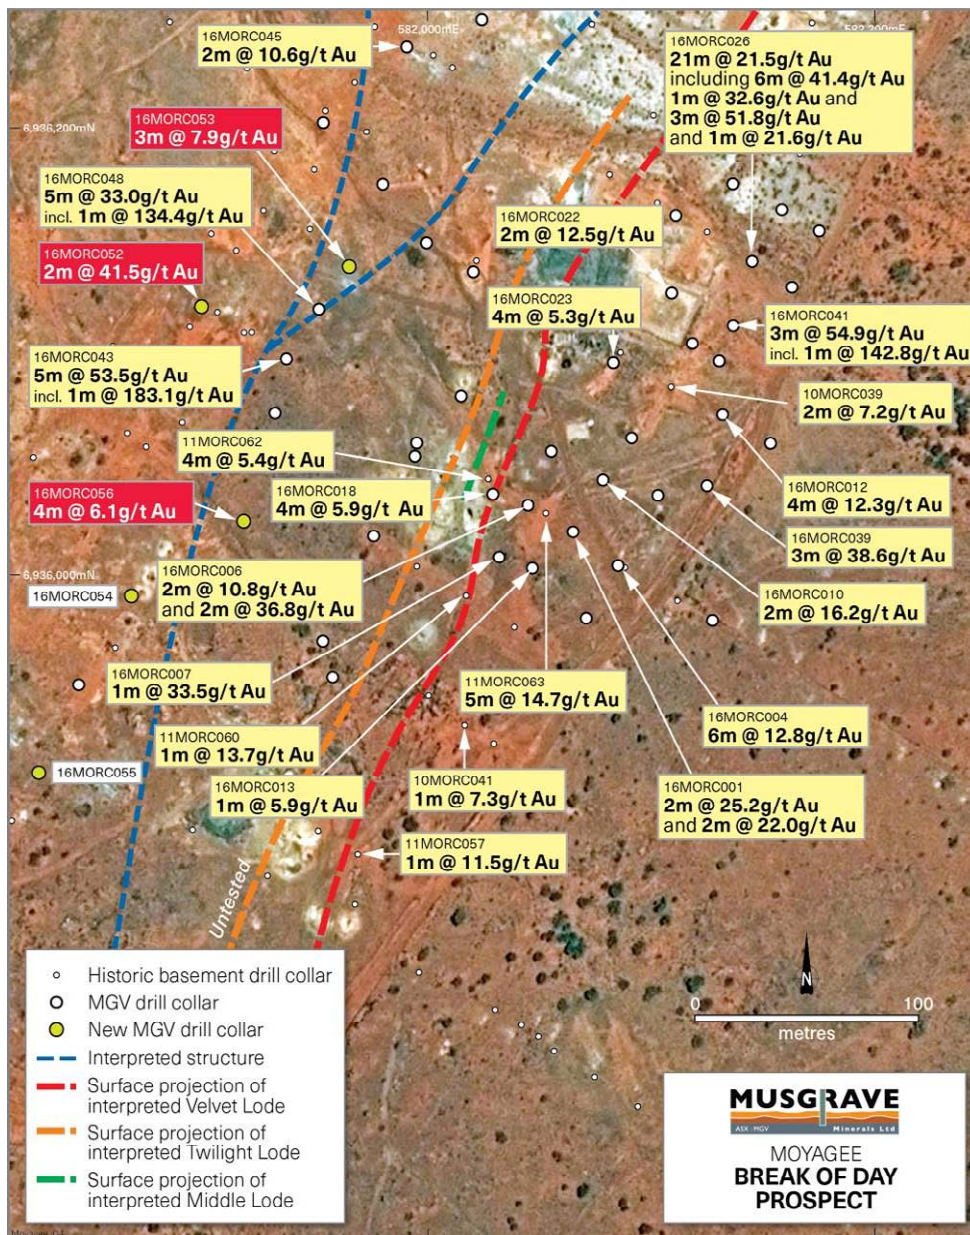 582,000mE
582,200mE
16MORC045
2m @ 10.6g/t Au
16MORC026
21m @ 21.5g/t Au
including 6m @ 41.4g/t Au
1m @ 32.6g/t Au and
3m @ 51.8g/t Au
and 1m @ 21.6g/t Au
6,936,200mN
16MORC053
3m @ 7.9g/t Au
16MORC048
5m @ 33.0g/t Au
incl. 1m @ 134.4g/t Au
16MORC022
2m @ 12.5g/t Au
16MORC052
2m @ 41.5g/t Au
16MORC023
4m @ 5.3g/t Au
16MORC041
3m @ 54.9g/t Au
incl. 1m @ 142.8g/t Au
16MORC043
5m @ 53.5g/t Au
incl. 1m @ 183.1g/t Au
10MORC039
2m @ 7.2g/t Au
11MORC062
4m @ 5.4g/t Au
16MORC018
4m @ 5.9g/t Au
16MORC012
4m @ 12.3g/t Au
16MORC056
4m @ 6.1g/t Au
16MORC039
3m @ 38.6g/t Au
6,936,000mN
16MORC054
16MORC006
2m @ 10.8g/t Au
and 2m @ 36.8g/t Au
16MORC010
2m @ 16.2g/t Au
16MORC007
1m @ 33.5g/t Au
11MORC063
5m @ 14.7g/t Au
16MORC004
6m @ 12.8g/t Au
11MORC060
1m @ 13.7g/t Au
16MORC055
16MORC013
1m @ 5.9g/t Au
10MORC041
1m @ 7.3g/t Au
16MORC001
2m @ 25.2g/t Au
and 2m @ 22.0g/t Au
11MORC057
1m @ 11.5g/t Au
Untested
Historic basement drill collar
MGV drill collar
New MGV drill collar
Interpreted structure
Surface projection of
interpreted Velvet Lode
Surface projection of
interpreted Twilight Lode
Surface projection of
interpreted Middle Lode
N
0 100
metres
MUSGRAVE
ASX : MGV Minerals Ltd
MOYAGEE
BREAK OF DAY
PROSPECT